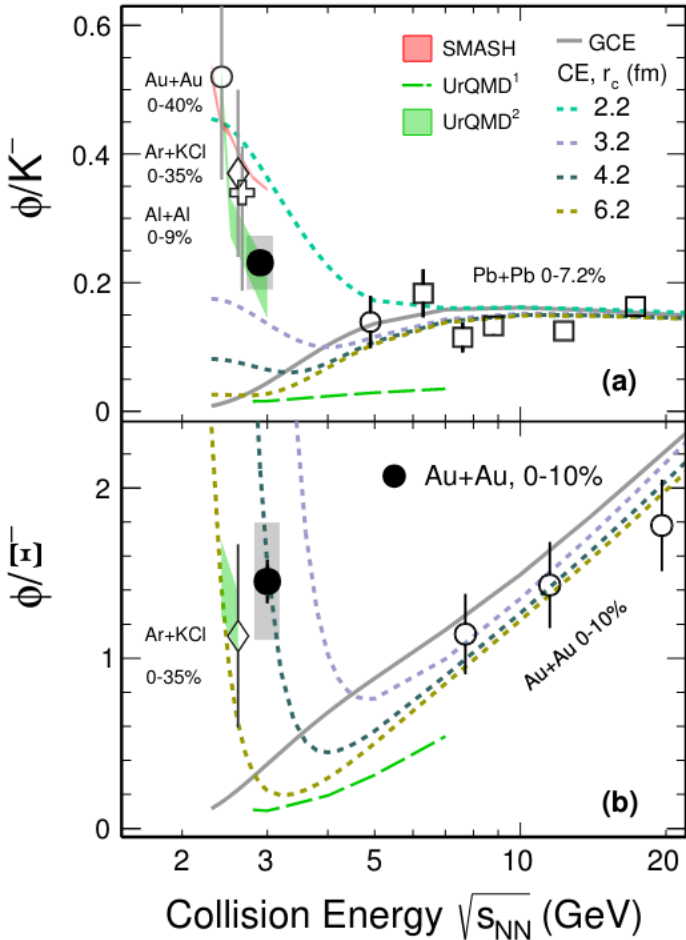 0.6
0.4
0.2
0
ϕ/K⁻
Au+Au
0-40%
Ar+KCl
0-35%
Al+Al
0-9%
SMASH
UrQMD¹
UrQMD²
GCE
CE, r_c (fm)
2.2
3.2
4.2
6.2
Pb+Pb 0-7.2%
(a)
2
1
0
ϕ/Ξ⁻
Au+Au, 0-10%
Ar+KCl
0-35%
Au+Au 0-10%
(b)
2 3 5 10 20
Collision Energy √s_NN (GeV)